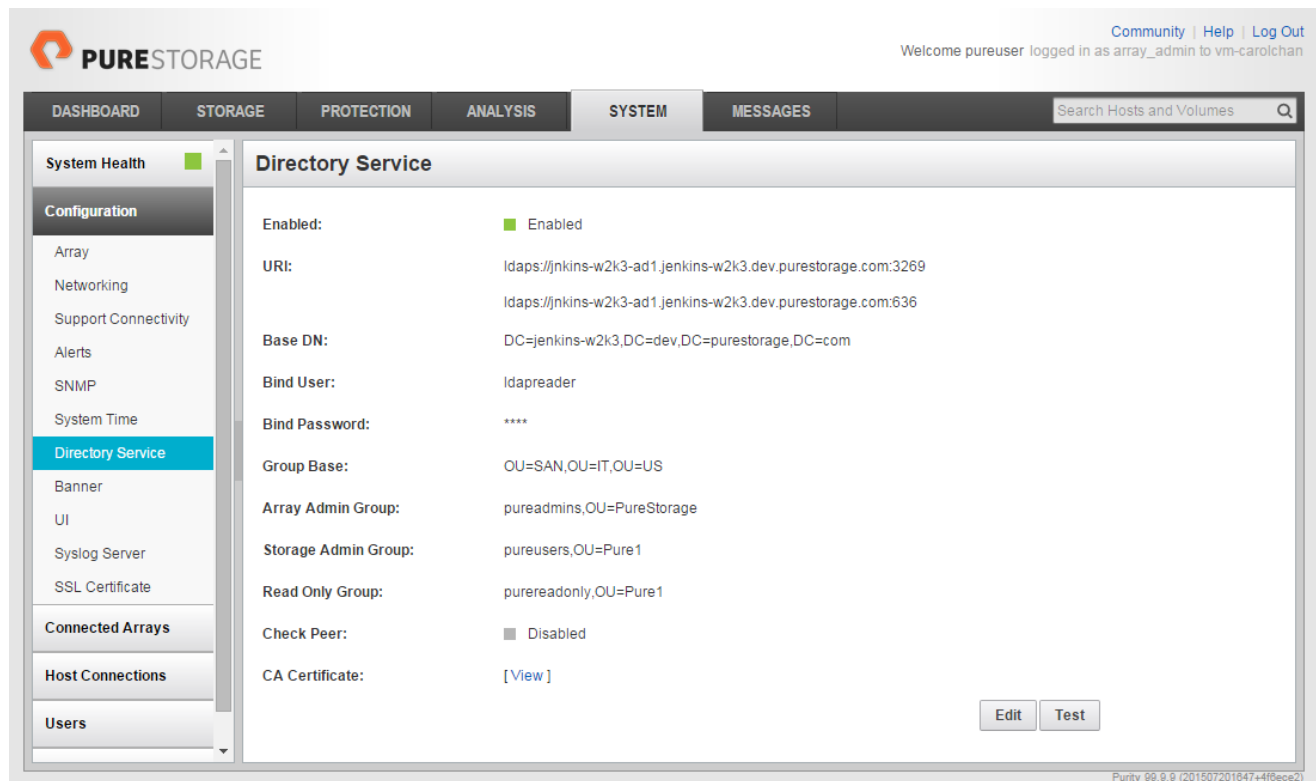 PURESTORAGE
Community | Help | Log Out
Welcome pureuser logged in as array_admin to vm-carolchan
DASHBOARD STORAGE PROTECTION ANALYSIS SYSTEM MESSAGES Search Hosts and Volumes
System Health
Configuration
Array
Networking
Support Connectivity
Alerts
SNMP
System Time
Directory Service
Banner
UI
Syslog Server
SSL Certificate
Connected Arrays
Host Connections
Users
Directory Service
Enabled: Enabled
URI: ldaps://jnkins-w2k3-ad1.jenkins-w2k3.dev.purestorage.com:3269
ldaps://jnkins-w2k3-ad1.jenkins-w2k3.dev.purestorage.com:636
Base DN: DC=jenkins-w2k3,DC=dev,DC=purestorage,DC=com
Bind User: ldapreader
Bind Password: ****
Group Base: OU=SAN,OU=IT,OU=US
Array Admin Group: pureadmins,OU=PureStorage
Storage Admin Group: pureusers,OU=Pure1
Read Only Group: purereadonly,OU=Pure1
Check Peer: Disabled
CA Certificate: [ View ]
Edit Test
Purity 99.9.9 (201507201647+4f6ece2)